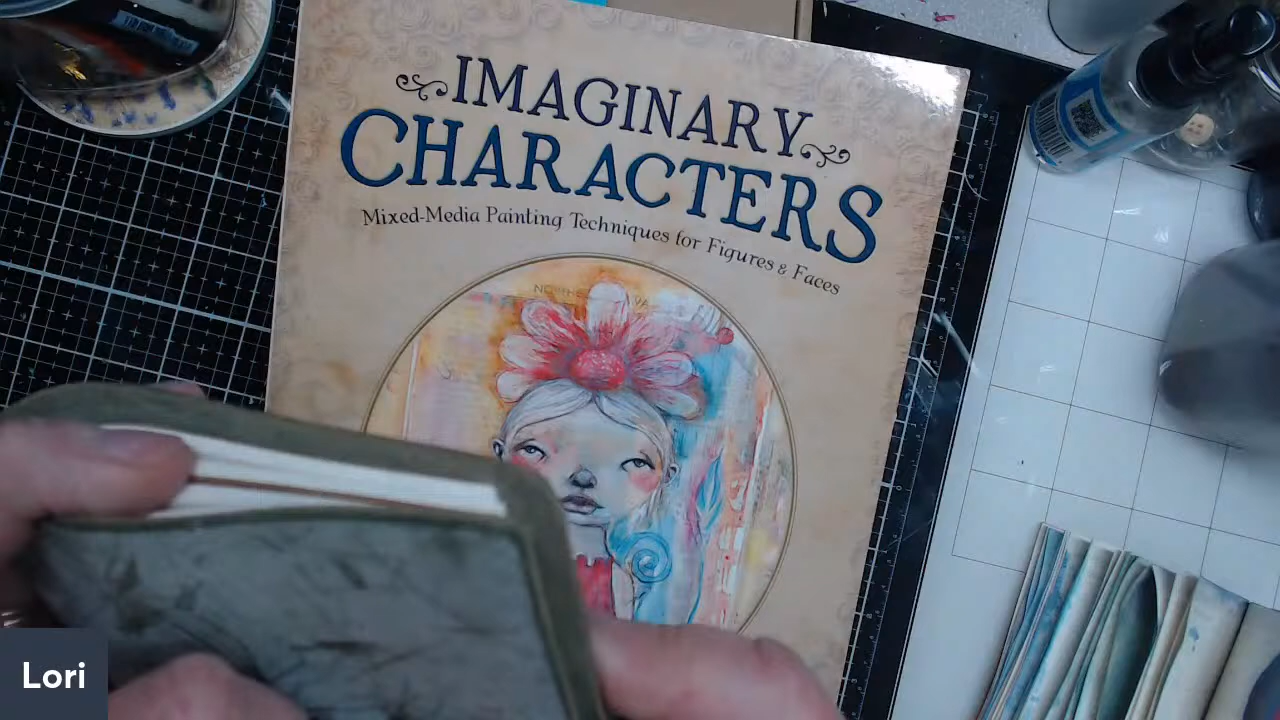 IMAGINARY
CHARACTERS
Mixed-Media Painting Techniques for Figures & Faces
Lori